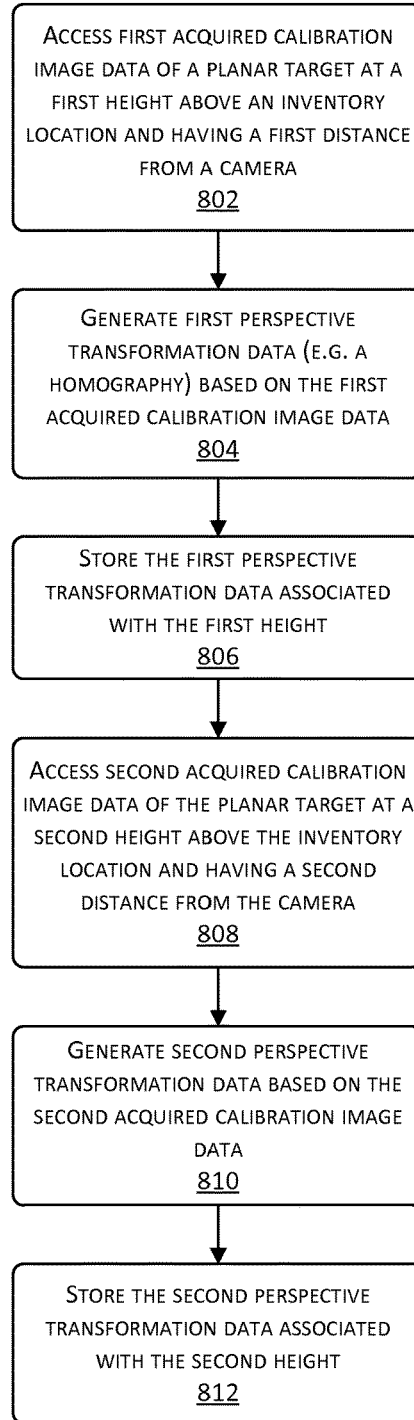 ACCESS FIRST ACQUIRED CALIBRATION
IMAGE DATA OF A PLANAR TARGET AT A
FIRST HEIGHT ABOVE AN INVENTORY
LOCATION AND HAVING A FIRST DISTANCE
FROM A CAMERA
802
GENERATE FIRST PERSPECTIVE
TRANSFORMATION DATA (E.G. A
HOMOGRAPHY) BASED ON THE FIRST
ACQUIRED CALIBRATION IMAGE DATA
804
STORE THE FIRST PERSPECTIVE
TRANSFORMATION DATA ASSOCIATED
WITH THE FIRST HEIGHT
806
ACCESS SECOND ACQUIRED CALIBRATION
IMAGE DATA OF THE PLANAR TARGET AT A
SECOND HEIGHT ABOVE THE INVENTORY
LOCATION AND HAVING A SECOND
DISTANCE FROM THE CAMERA
808
GENERATE SECOND PERSPECTIVE
TRANSFORMATION DATA BASED ON THE
SECOND ACQUIRED CALIBRATION IMAGE
DATA
810
STORE THE SECOND PERSPECTIVE
TRANSFORMATION DATA ASSOCIATED
WITH THE SECOND HEIGHT
812